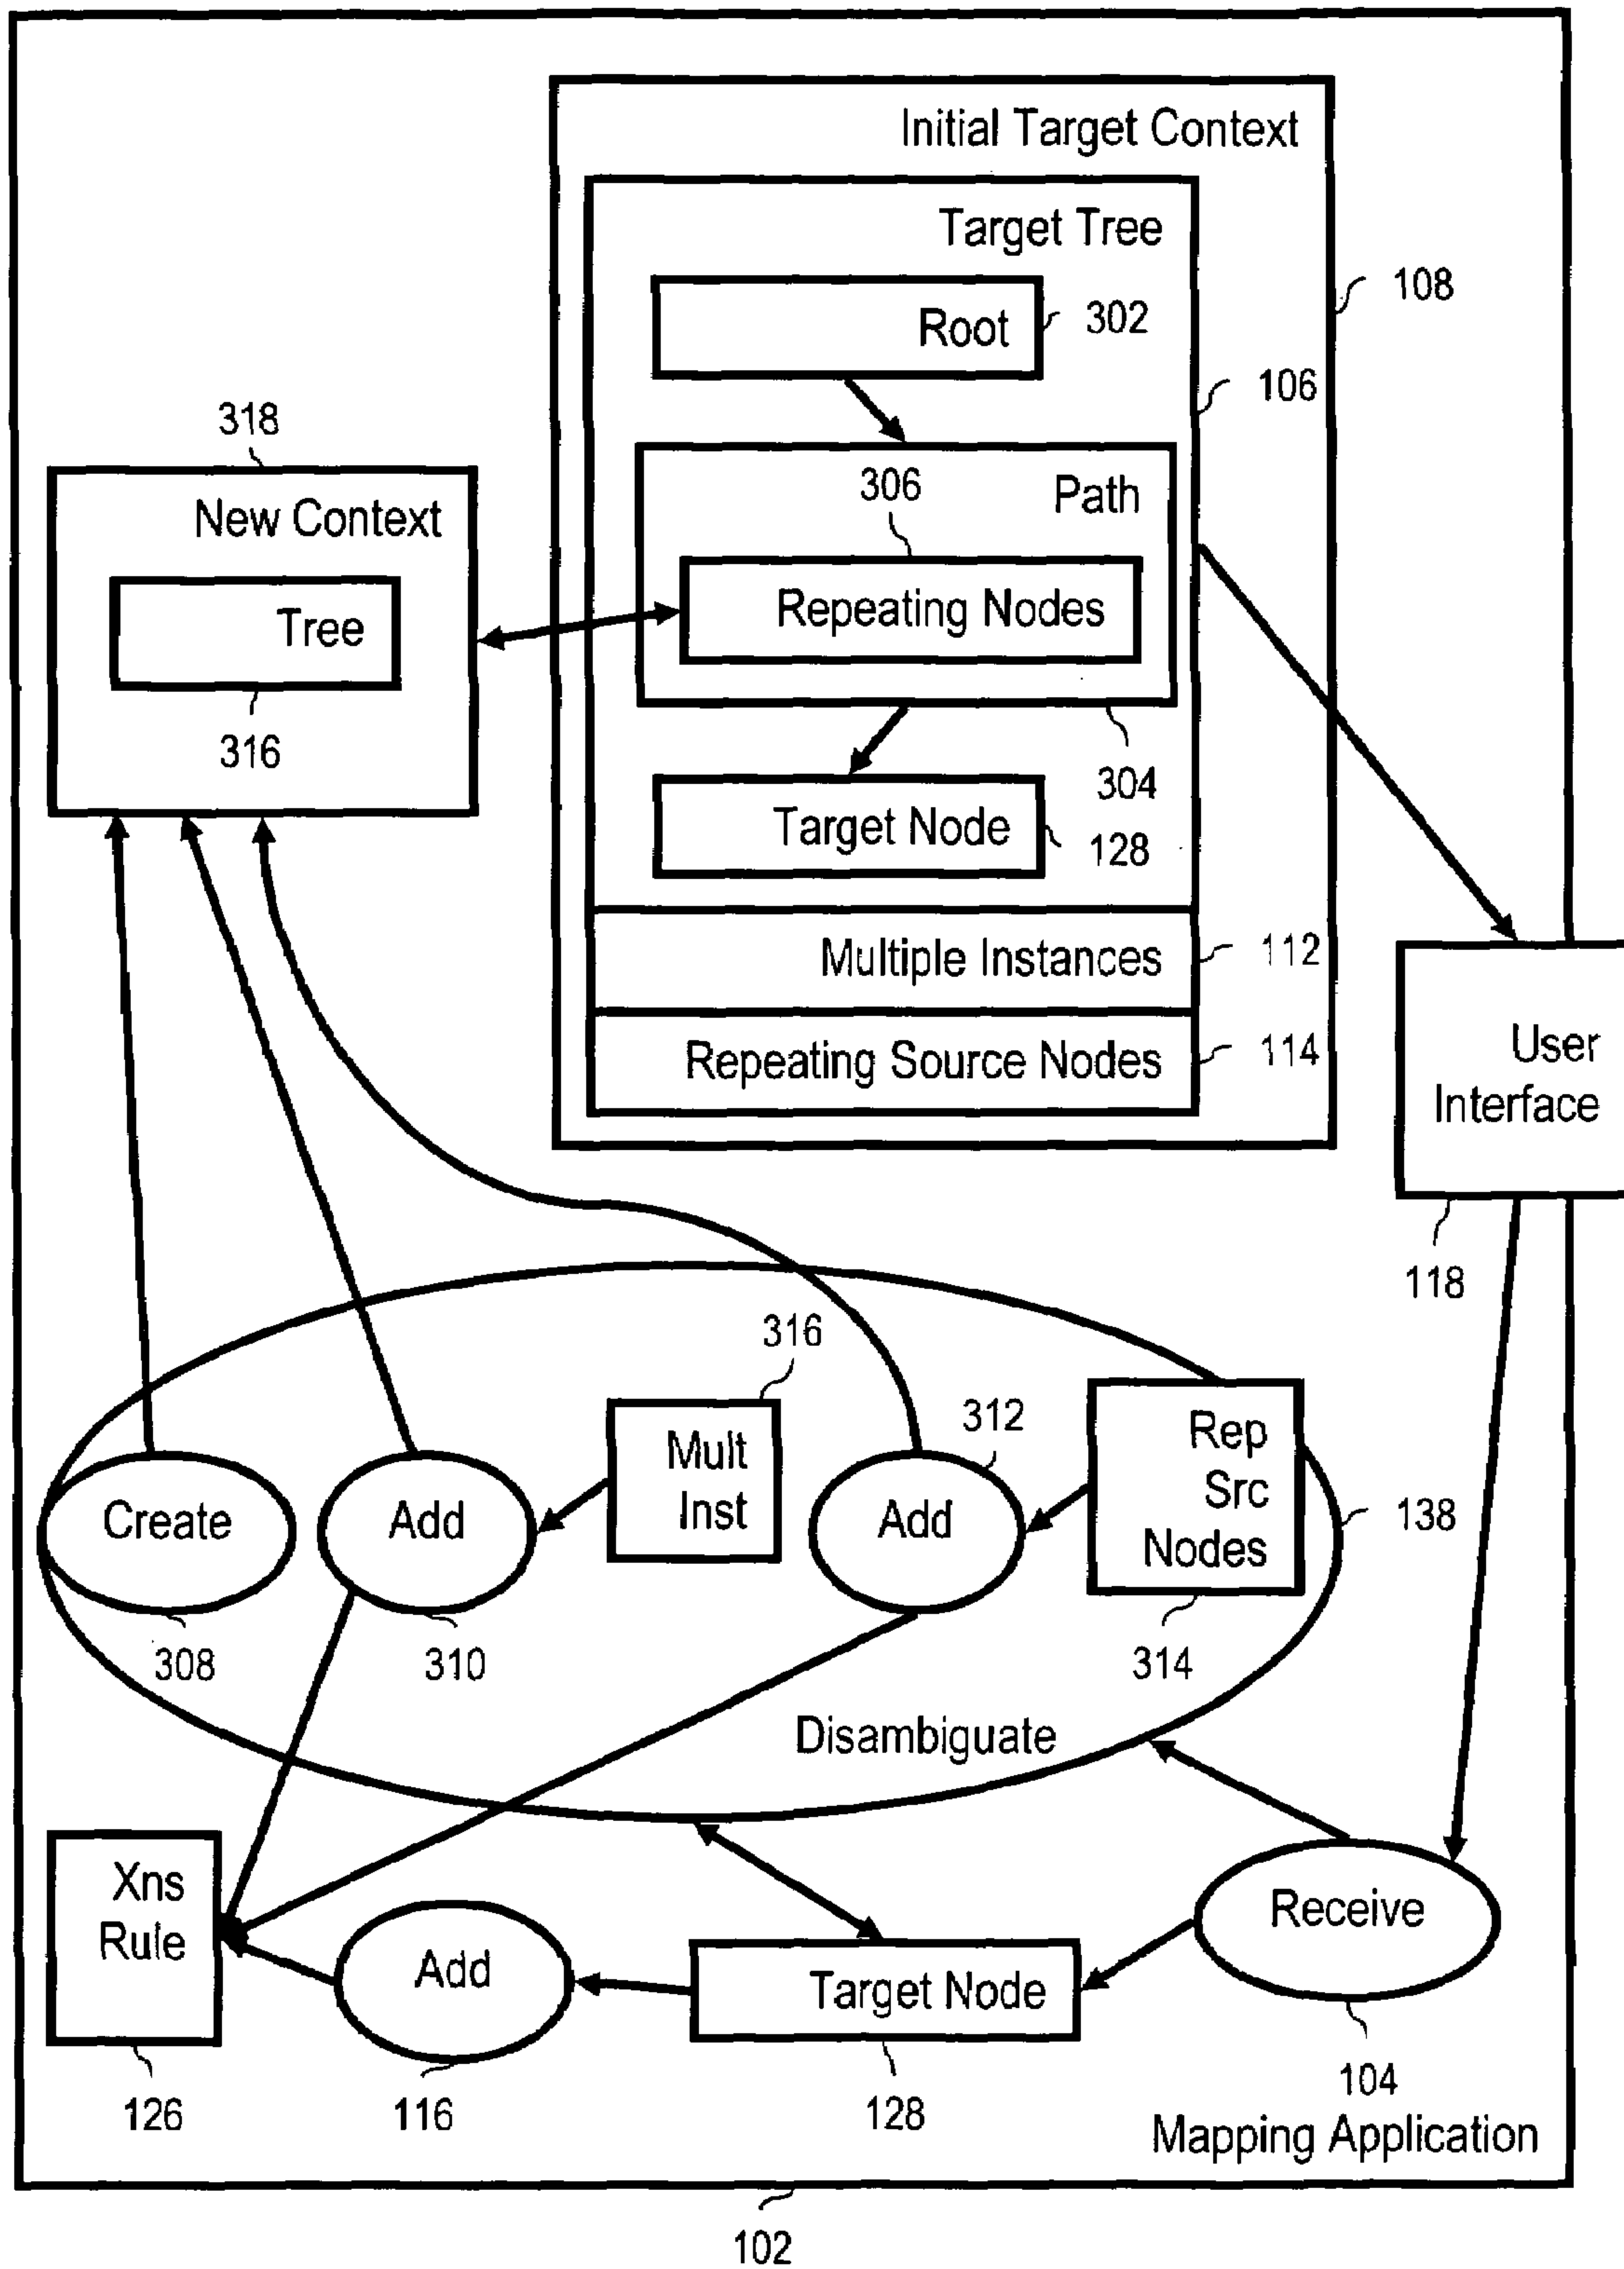 Initial Target Context
Target Tree
108
Root
302
106
318
306
Path
New Context
Repeating Nodes
Tree
316
304
Target Node
128
Multiple Instances
112
User
Interface
Repeating Source Nodes
114
118
316
312
Rep
Src
Nodes
Mult
Inst
Create
Add
Add
138
308
310
314
Disambiguate
Xns
Rule
Receive
Add
Target Node
104
126
116
128
Mapping Application
102